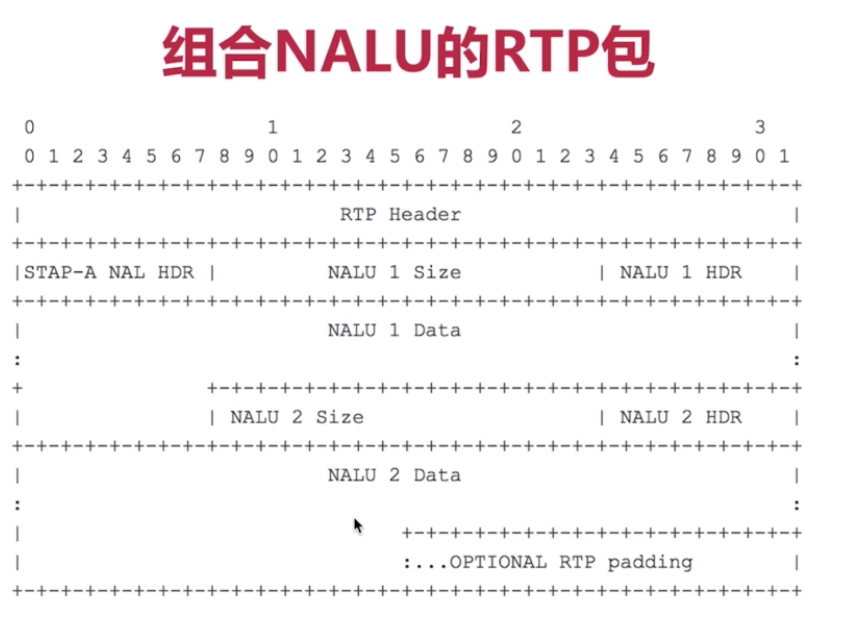 组合NALU的RTP包
 0                   1                   2                   3
 0 1 2 3 4 5 6 7 8 9 0 1 2 3 4 5 6 7 8 9 0 1 2 3 4 5 6 7 8 9 0 1
+-+-+-+-+-+-+-+-+-+-+-+-+-+-+-+-+-+-+-+-+-+-+-+-+-+-+-+-+-+-+-+-+
|                          RTP Header                           |
+-+-+-+-+-+-+-+-+-+-+-+-+-+-+-+-+-+-+-+-+-+-+-+-+-+-+-+-+-+-+-+-+
|STAP-A NAL HDR |         NALU 1 Size           | NALU 1 HDR    |
+-+-+-+-+-+-+-+-+-+-+-+-+-+-+-+-+-+-+-+-+-+-+-+-+-+-+-+-+-+-+-+-+
|                         NALU 1 Data                           |
:                                                               :
+               +-+-+-+-+-+-+-+-+-+-+-+-+-+-+-+-+-+-+-+-+-+-+-+-+
|               | NALU 2 Size                   | NALU 2 HDR    |
+-+-+-+-+-+-+-+-+-+-+-+-+-+-+-+-+-+-+-+-+-+-+-+-+-+-+-+-+-+-+-+-+
|                         NALU 2 Data                           |
:                                                               :
|                               +-+-+-+-+-+-+-+-+-+-+-+-+-+-+-+-+
|                               :...OPTIONAL RTP padding        |
+-+-+-+-+-+-+-+-+-+-+-+-+-+-+-+-+-+-+-+-+-+-+-+-+-+-+-+-+-+-+-+-+